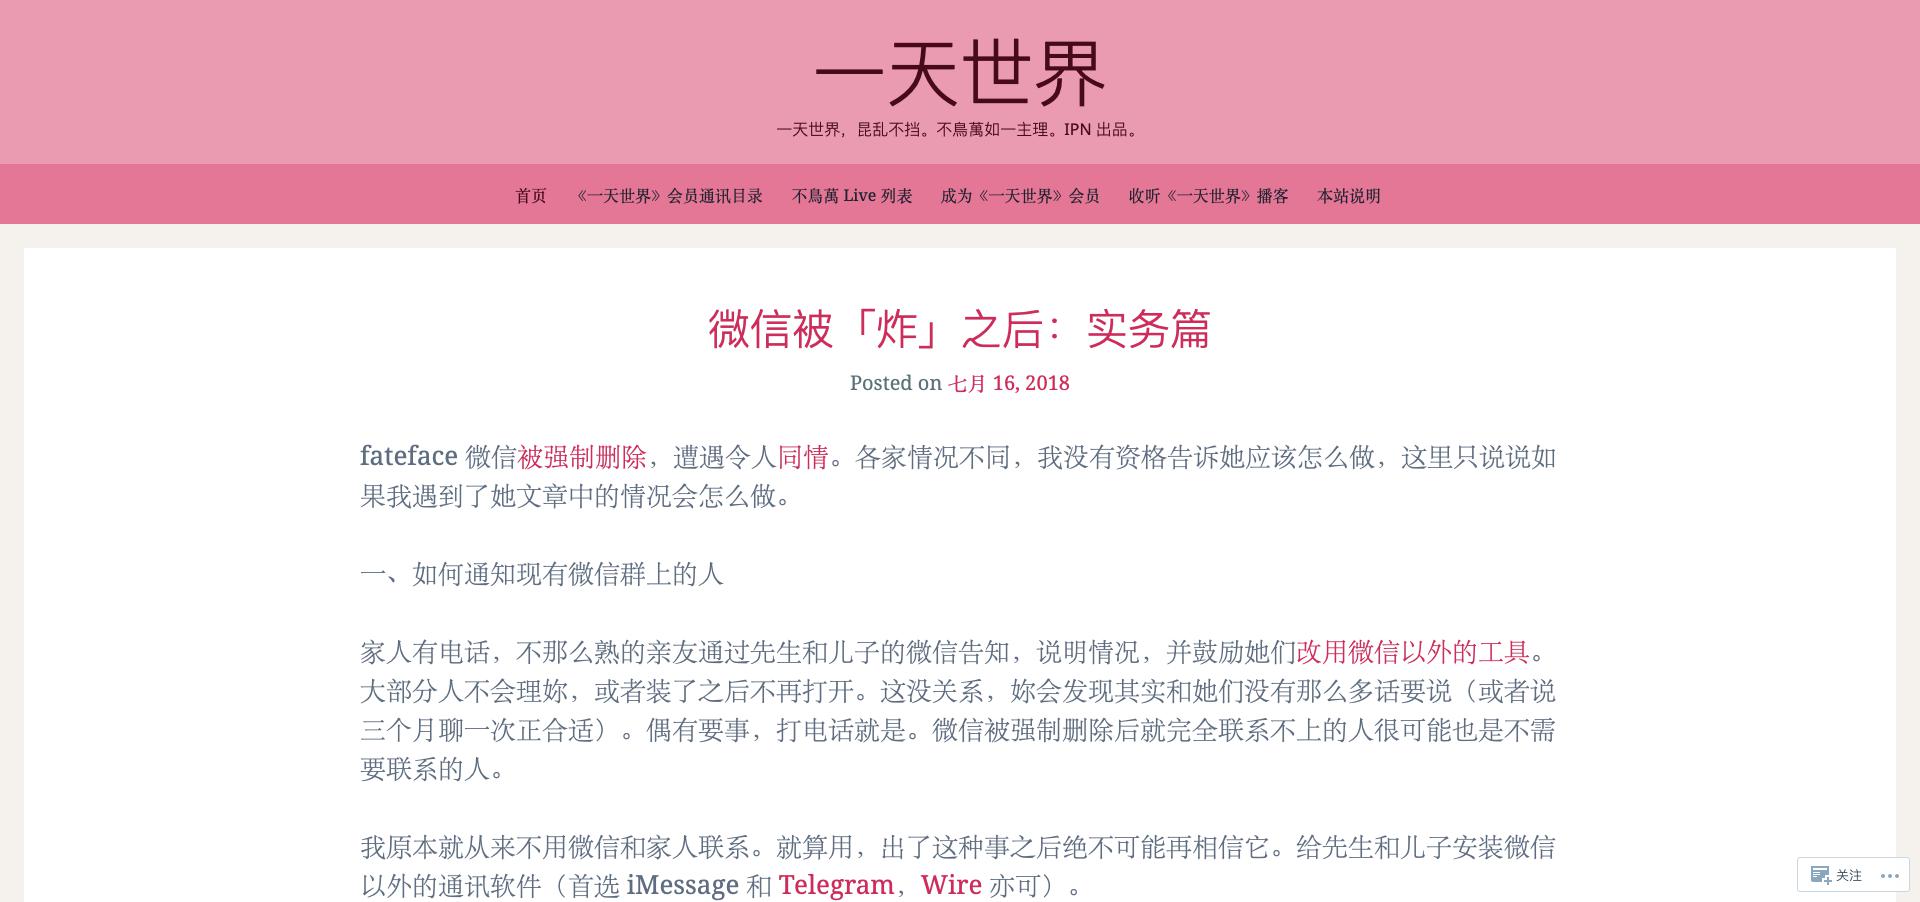 一天世界
一天世界，昆乱不挡。不鳥萬如一主理。IPN 出品。
首页 《一天世界》会员通讯目录 不鳥萬 Live 列表 成为《一天世界》会员 收听《一天世界》播客 本站说明
微信被「炸」之后：实务篇
Posted on 七月 16, 2018
fateface 微信被强制删除，遭遇令人同情。各家情况不同，我没有资格告诉她应该怎么做，这里只说说如
果我遇到了她文章中的情况会怎么做。
一、如何通知现有微信群上的人
家人有电话，不那么熟的亲友通过先生和儿子的微信告知，说明情况，并鼓励她们改用微信以外的工具。
大部分人不会理妳，或者装了之后不再打开。这没关系，妳会发现其实和她们没有那么多话要说（或者说
三个月聊一次正合适）。偶有要事，打电话就是。微信被强制删除后就完全联系不上的人很可能也是不需
要联系的人。
我原本就从来不用微信和家人联系。就算用，出了这种事之后绝不可能再相信它。给先生和儿子安装微信
以外的通讯软件（首选 iMessage 和 Telegram，Wire 亦可）。
关注